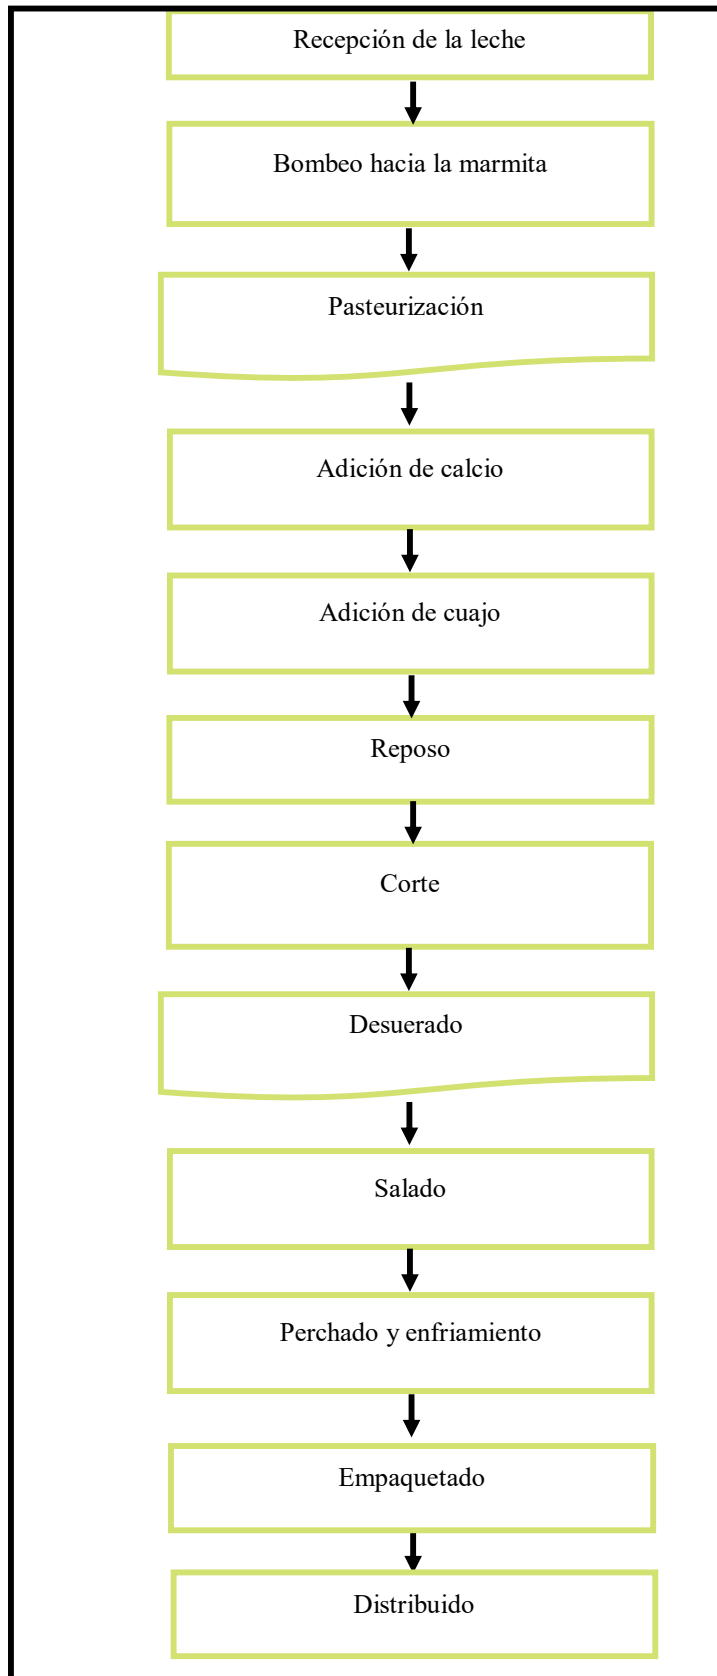 Recepción de la leche
Bombeo hacia la marmita
Pasteurización
Adición de calcio
Adición de cuajo
Reposo
Corte
Desuerado
Salado
Perchado y enfriamiento
Empaquetado
Distribuido